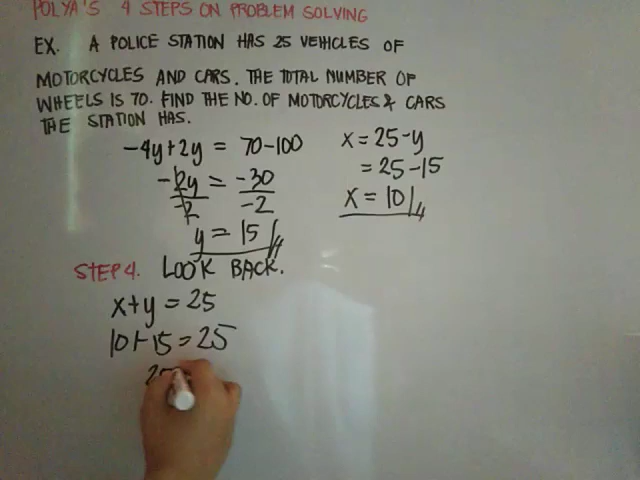 POLYA'S 4 STEPS ON PROBLEM SOLVING
EX. A POLICE STATION HAS 25 VEHICLES OF
MOTORCYCLES AND CARS. THE TOTAL NUMBER OF
WHEELS IS 70. FIND THE NO. OF MOTORCYCLES & CARS
THE STATION HAS.
-4y+2y = 70-100
-2y = -30
-2 -2
y = 15
x = 25-y
= 25-15
x = 10
STEP 4. LOOK BACK.
x+y = 25
10+15 = 25